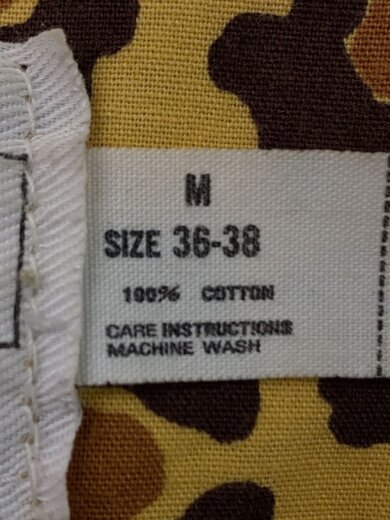 M
SIZE 36-38
100% COTTON
CARE INSTRUCTIONS
MACHINE WASH